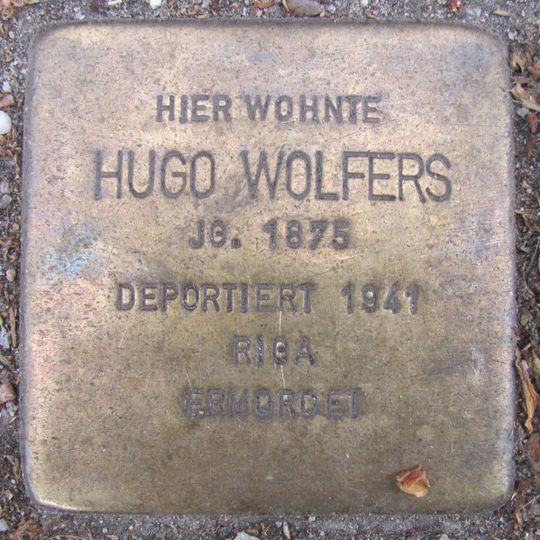 HIER WOHNTE
HUGO WOLFERS
JG. 1875
DEPORTIERT 1941
RIGA
ERMORDET